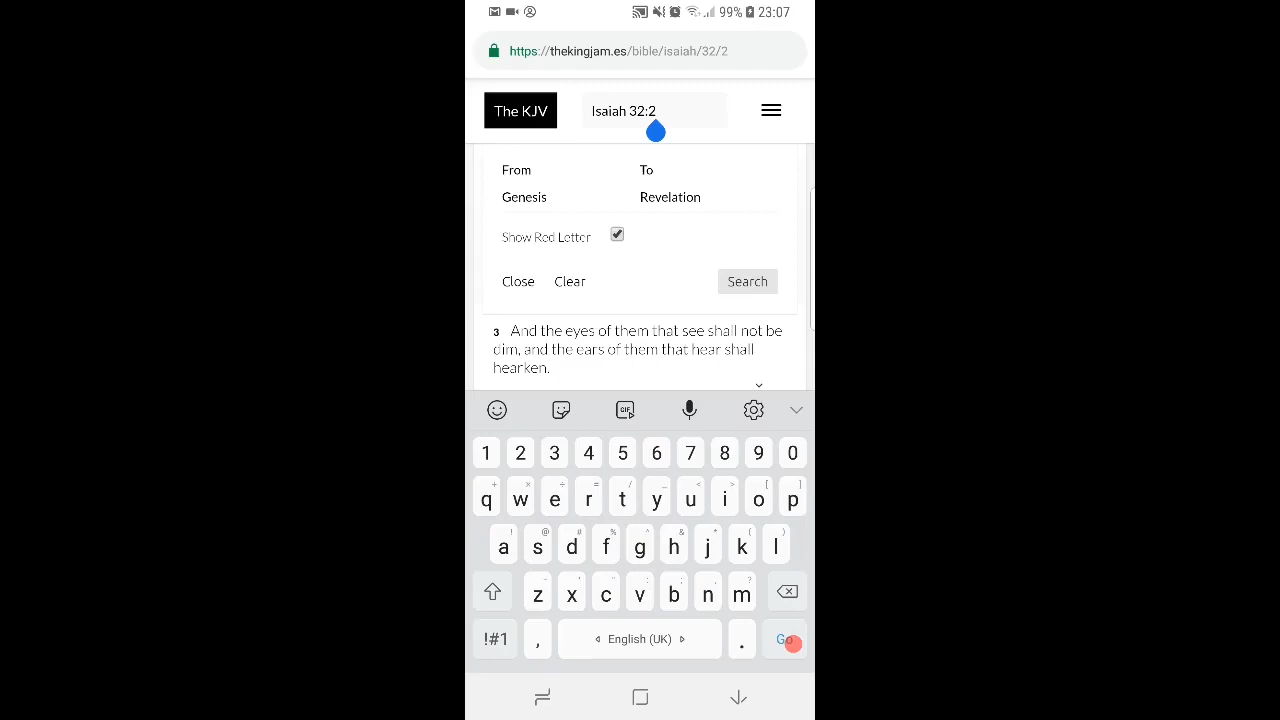 99% 23:07
https://thekingjam.es/bible/isaiah/32/2
The KJV
Isaiah 32:2
From To
Genesis Revelation
Show Red Letter
Close Clear Search
3 And the eyes of them that see shall not be
dim, and the ears of them that hear shall
hearken.
GIF
1 2 3 4 5 6 7 8 9 0
+ × ÷ = / _ < > [ ]
q w e r t y u i o p
! @ # % ^ & * ( )
a s d f g h j k l
- ' " : ; , ?
z x c v b n m
!#1 , English (UK) . Go